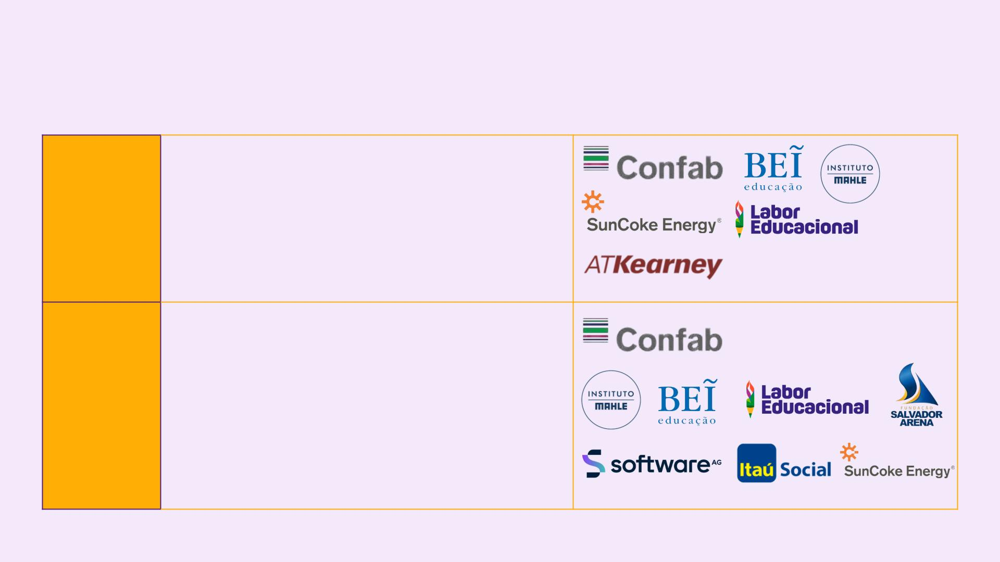 Confab
BEĨ
educação
INSTITUTO
MAHLE
SunCoke Energy®
Labor
Educacional
ATKearney
Confab
INSTITUTO
MAHLE
BEĨ
educação
Labor
Educacional
FUNDAÇÃO
SALVADOR
ARENA
software AG
Itaú Social
SunCoke Energy®